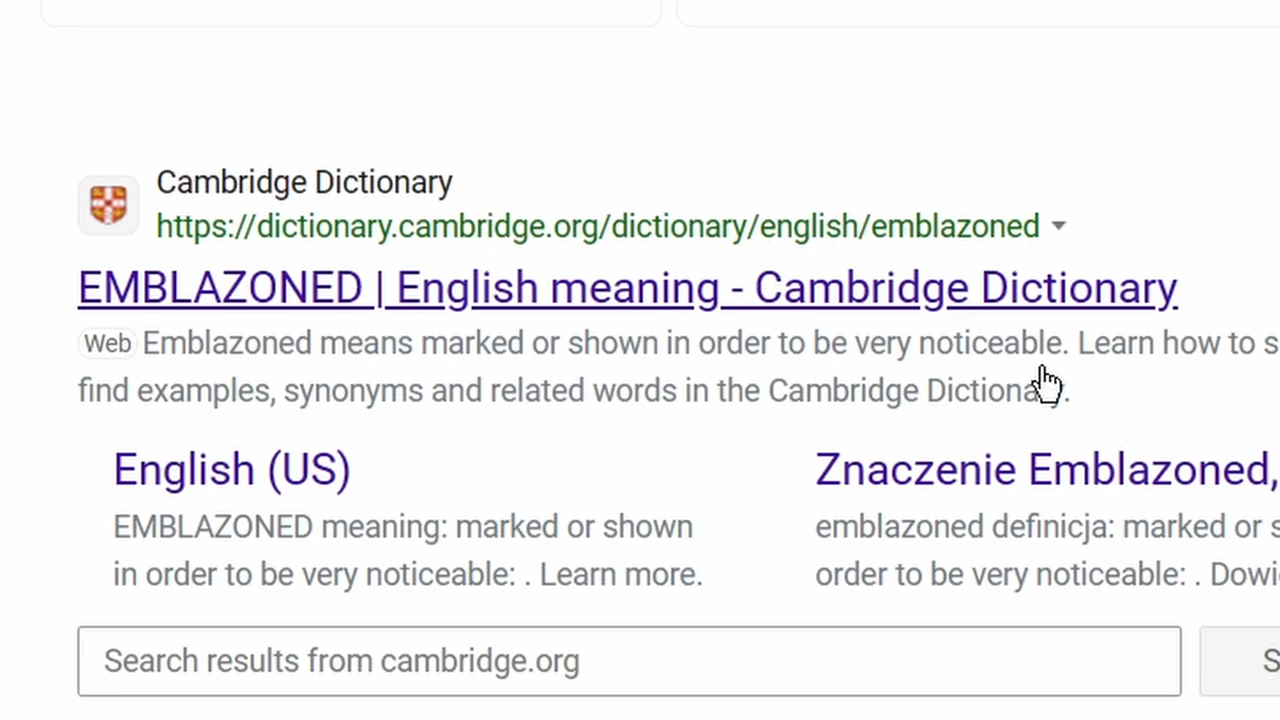 Cambridge Dictionary
https://dictionary.cambridge.org/dictionary/english/emblazoned
EMBLAZONED | English meaning - Cambridge Dictionary
Web Emblazoned means marked or shown in order to be very noticeable. Learn how to
find examples, synonyms and related words in the Cambridge Dictionary.
English (US)
EMBLAZONED meaning: marked or shown
in order to be very noticeable: . Learn more.
Znaczenie Emblazoned,
emblazoned definicja: marked or
order to be very noticeable: .
Search results from cambridge.org